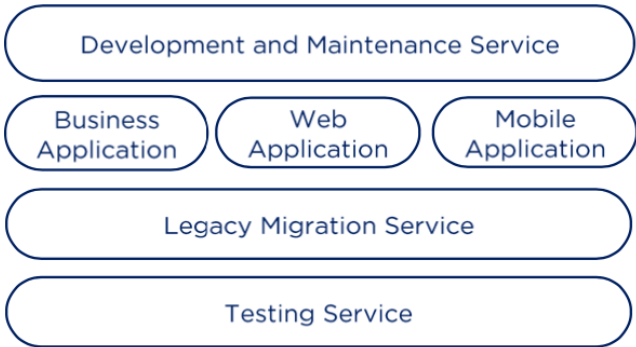 Development and Maintenance Service
Business Application
Web Application
Mobile Application
Legacy Migration Service
Testing Service